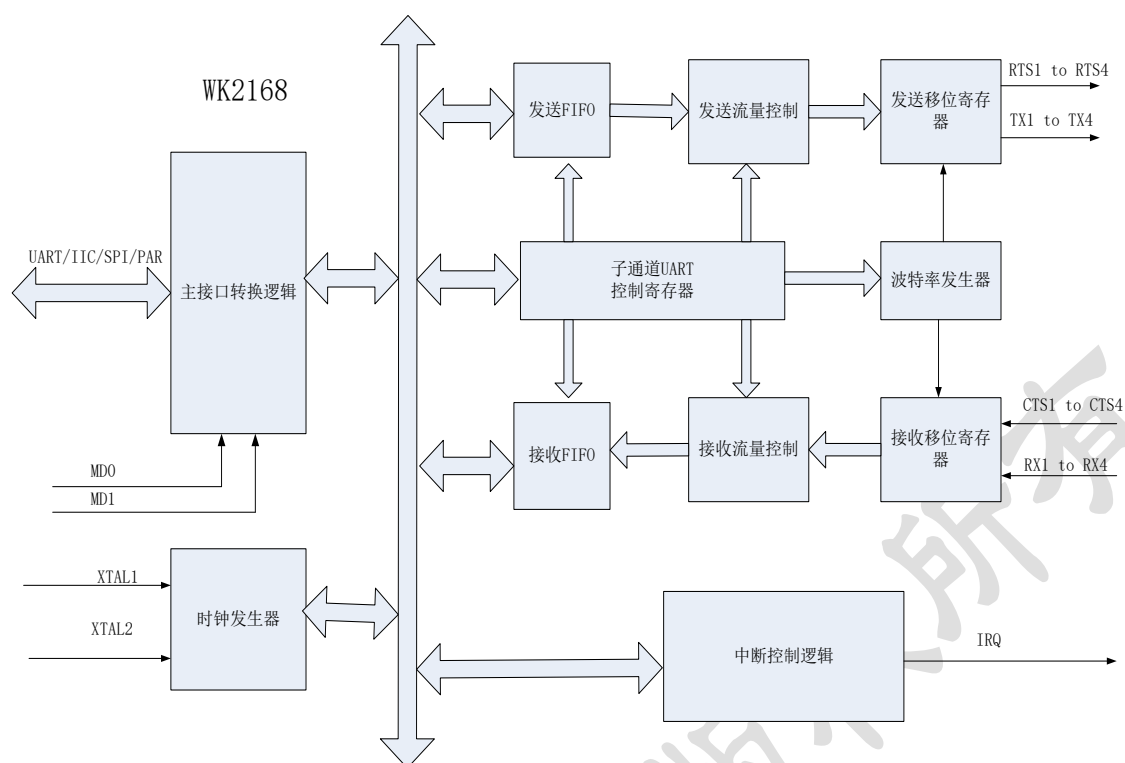 WK2168
发送FIFO
发送流量控制
发送移位寄存
器
RTS1 to RTS4
TX1 to TX4
UART/IIC/SPI/PAR
主接口转换逻辑
子通道UART
控制寄存器
波特率发生器
接收FIFO
接收流量控制
接收移位寄存
器
CTS1 to CTS4
RX1 to RX4
MD0
MD1
XTAL1
XTAL2
时钟发生器
中断控制逻辑
IRQ
版权所有